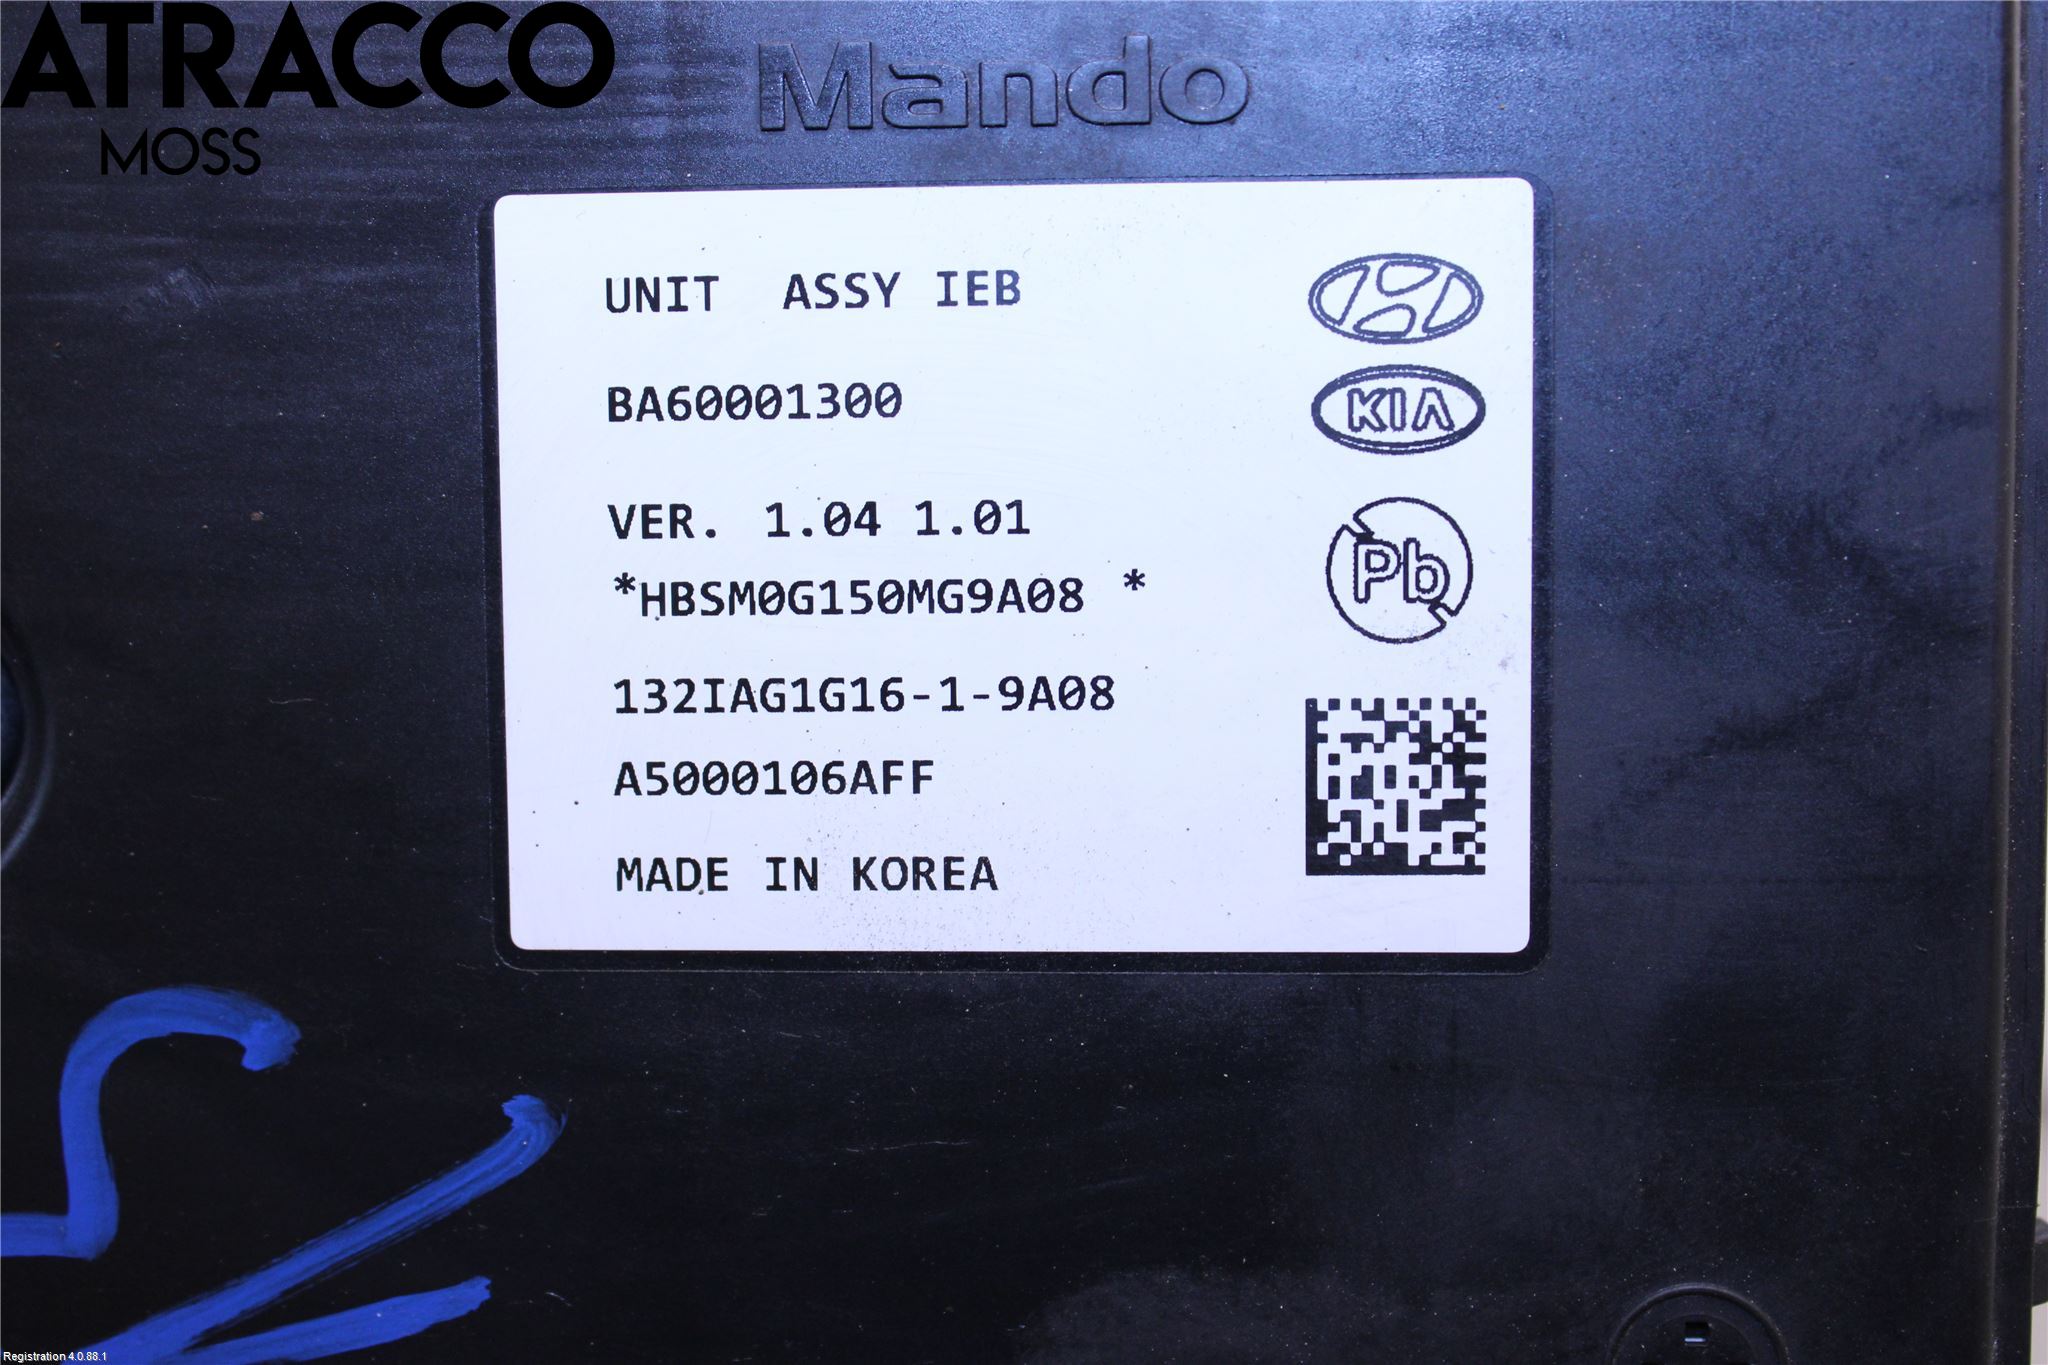 ATRACCO
MOSS
Mando
UNIT ASSY IEB
BA60001300
VER. 1.04 1.01
*HBSM0G150MG9A08 *
132IAG1G16-1-9A08
A5000106AFF
MADE IN KOREA
KIA
Pb
Registration 4.0.88.1